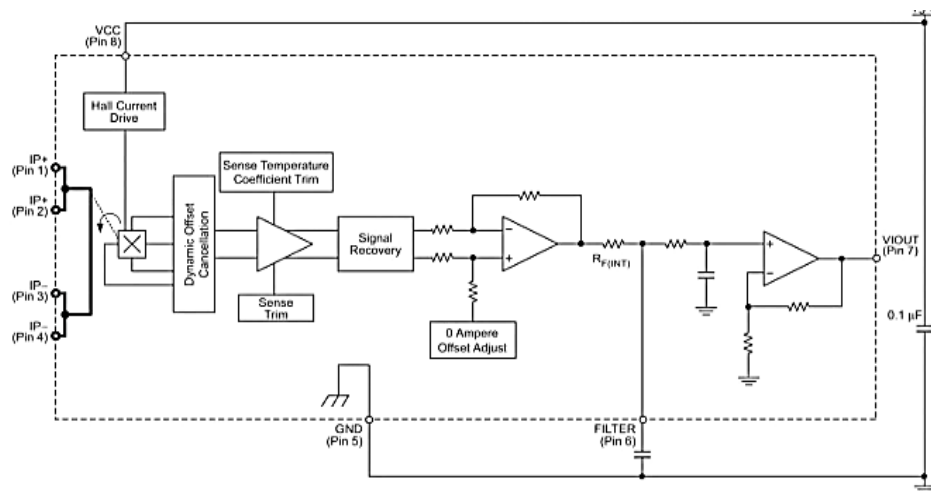 VCC
(Pin 8)
Hall Current
Drive
IP+
(Pin 1)
IP+
(Pin 2)
IP−
(Pin 3)
IP−
(Pin 4)
Dynamic Offset
Cancellation
Sense Temperature
Coefficient Trim
Sense
Trim
Signal
Recovery
−
+
0 Ampere
Offset Adjust
RF(INT)
+
−
VIOUT
(Pin 7)
0.1 µF
GND
(Pin 5)
FILTER
(Pin 6)